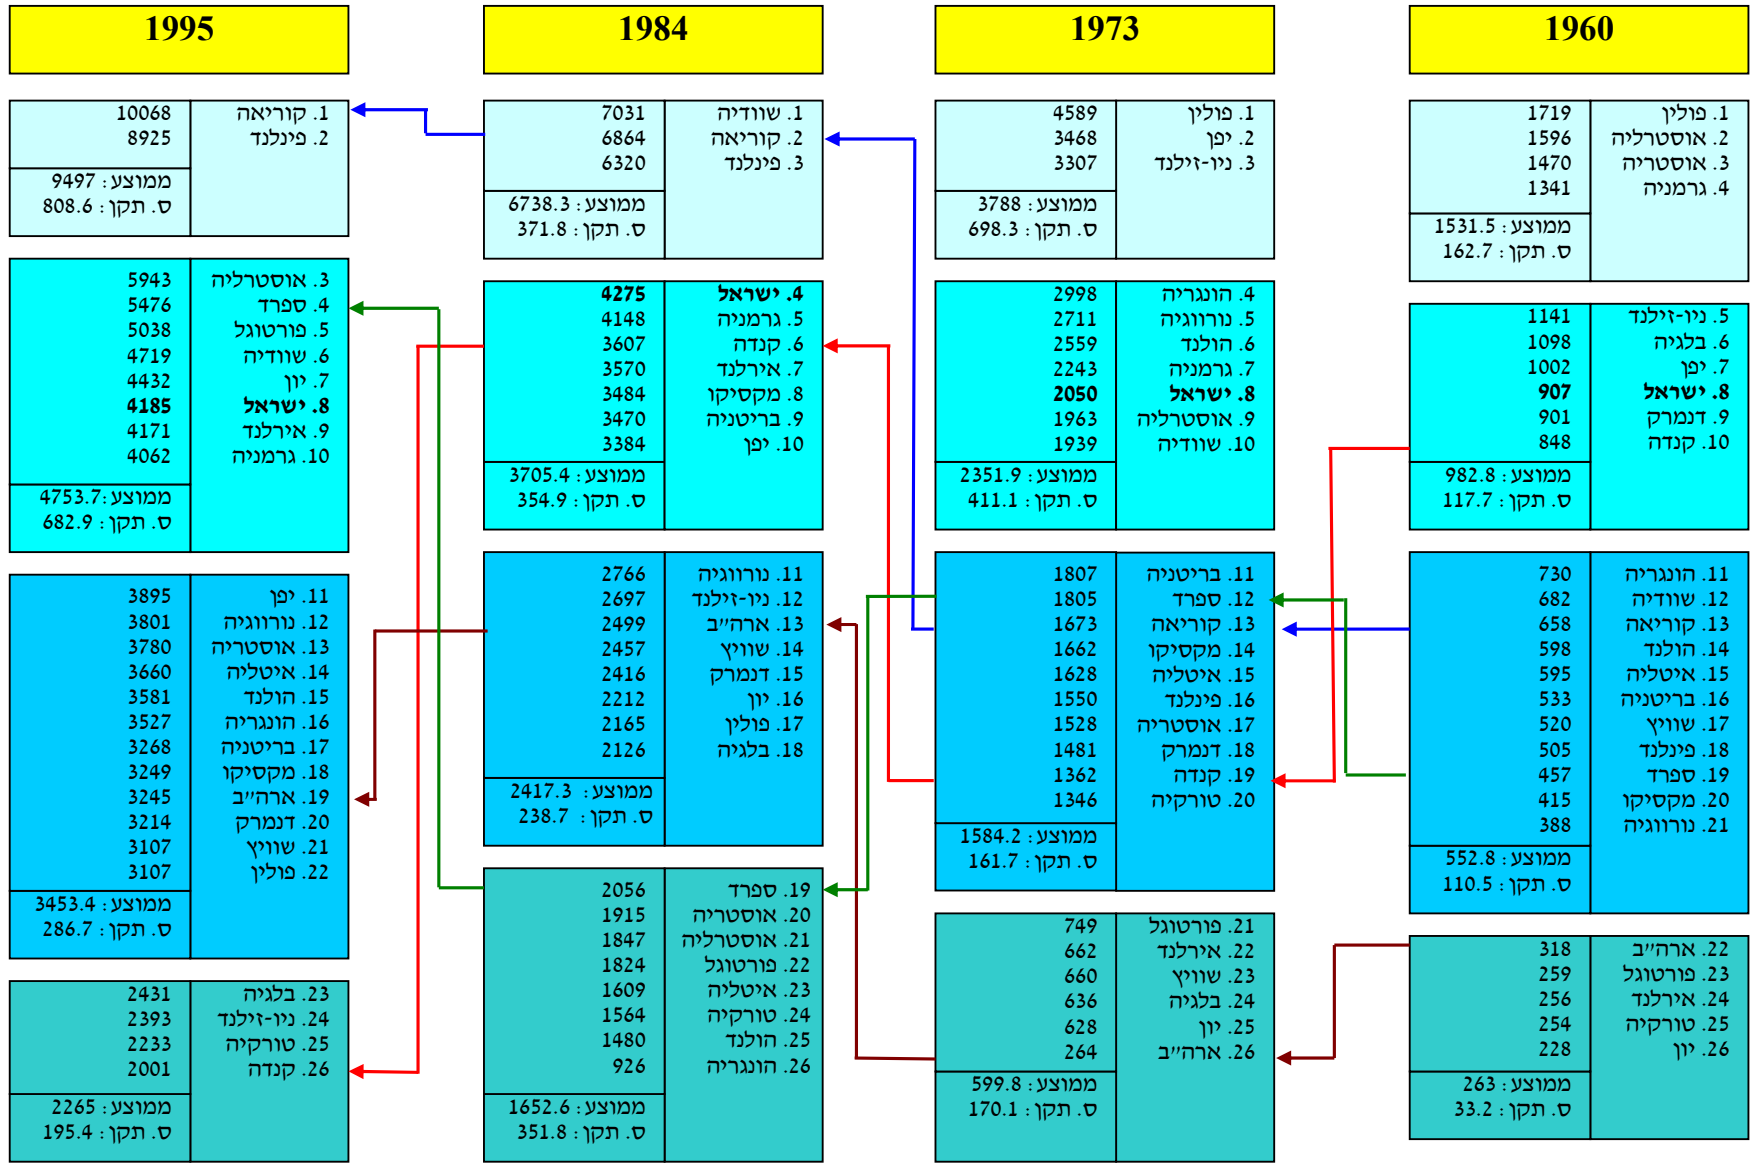 1960
1. פולין 1719
2. אוסטרליה 1596
3. אוסטריה 1470
4. גרמניה 1341
ממוצע: 1531.5
ס. תקן: 162.7
5. ניו-זילנד 1141
6. בלגיה 1098
7. יפן 1002
8. ישראל 907
9. דנמרק 901
10. קנדה 848
ממוצע: 982.8
ס. תקן: 117.7
11. הונגריה 730
12. שוודיה 682
13. קוריאה 658
14. הולנד 598
15. איטליה 595
16. בריטניה 533
17. שוויץ 520
18. פינלנד 505
19. ספרד 457
20. מקסיקו 415
21. נורווגיה 388
ממוצע: 552.8
ס. תקן: 110.5
22. ארה״ב 318
23. פורטוגל 259
24. אירלנד 256
25. טורקיה 254
26. יון 228
ממוצע: 263
ס. תקן: 33.2
1973
1. פולין 4589
2. יפן 3468
3. ניו-זילנד 3307
ממוצע: 3788
ס. תקן: 698.3
4. הונגריה 2998
5. נורווגיה 2711
6. הולנד 2559
7. גרמניה 2243
8. ישראל 2050
9. אוסטרליה 1963
10. שוודיה 1939
ממוצע: 2351.9
ס. תקן: 411.1
11. בריטניה 1807
12. ספרד 1805
13. קוריאה 1673
14. מקסיקו 1662
15. איטליה 1628
16. פינלנד 1550
17. אוסטריה 1528
18. דנמרק 1481
19. קנדה 1362
20. טורקיה 1346
ממוצע: 1584.2
ס. תקן: 161.7
21. פורטוגל 749
22. אירלנד 662
23. שוויץ 660
24. בלגיה 636
25. יון 628
26. ארה״ב 264
ממוצע: 599.8
ס. תקן: 170.1
1984
1. שוודיה 7031
2. קוריאה 6864
3. פינלנד 6320
ממוצע: 6738.3
ס. תקן: 371.8
4. ישראל 4275
5. גרמניה 4148
6. קנדה 3607
7. אירלנד 3570
8. מקסיקו 3484
9. בריטניה 3470
10. יפן 3384
ממוצע: 3705.4
ס. תקן: 354.9
11. נורווגיה 2766
12. ניו-זילנד 2697
13. ארה״ב 2499
14. שוויץ 2457
15. דנמרק 2416
16. יון 2212
17. פולין 2165
18. בלגיה 2126
ממוצע: 2417.3
ס. תקן: 238.7
19. ספרד 2056
20. אוסטריה 1915
21. אוסטרליה 1847
22. פורטוגל 1824
23. איטליה 1609
24. טורקיה 1564
25. הולנד 1480
26. הונגריה 926
ממוצע: 1652.6
ס. תקן: 351.8
1995
1. קוריאה 10068
2. פינלנד 8925
ממוצע: 9497
ס. תקן: 808.6
3. אוסטרליה 5943
4. ספרד 5476
5. פורטוגל 5038
6. שוודיה 4719
7. יון 4432
8. ישראל 4185
9. אירלנד 4171
10. גרמניה 4062
ממוצע: 4753.7
ס. תקן: 682.9
11. יפן 3895
12. נורווגיה 3801
13. אוסטריה 3780
14. איטליה 3660
15. הולנד 3581
16. הונגריה 3527
17. בריטניה 3268
18. מקסיקו 3249
19. ארה״ב 3245
20. דנמרק 3214
21. שוויץ 3107
22. פולין 3107
ממוצע: 3453.4
ס. תקן: 286.7
23. בלגיה 2431
24. ניו-זילנד 2393
25. טורקיה 2233
26. קנדה 2001
ממוצע: 2265
ס. תקן: 195.4